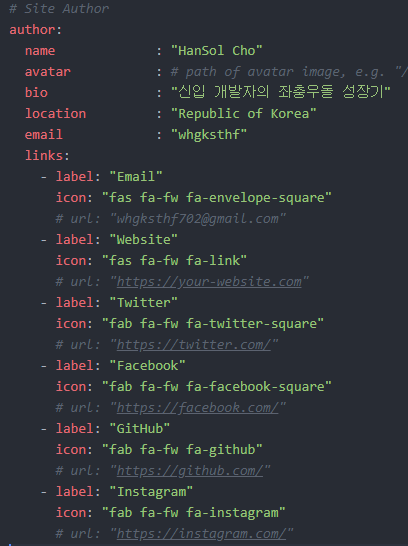 # Site Author
author:
  name             : "HanSol Cho"
  avatar           : # path of avatar image, e.g. "/
  bio              : "신입 개발자의 좌충우돌 성장기"
  location         : "Republic of Korea"
  email            : "whgksthf"
  links:
    - label: "Email"
      icon: "fas fa-fw fa-envelope-square"
      # url: "whgksthf702@gmail.com"
    - label: "Website"
      icon: "fas fa-fw fa-link"
      # url: "https://your-website.com"
    - label: "Twitter"
      icon: "fab fa-fw fa-twitter-square"
      # url: "https://twitter.com/"
    - label: "Facebook"
      icon: "fab fa-fw fa-facebook-square"
      # url: "https://facebook.com/"
    - label: "GitHub"
      icon: "fab fa-fw fa-github"
      # url: "https://github.com/"
    - label: "Instagram"
      icon: "fab fa-fw fa-instagram"
      # url: "https://instagram.com/"